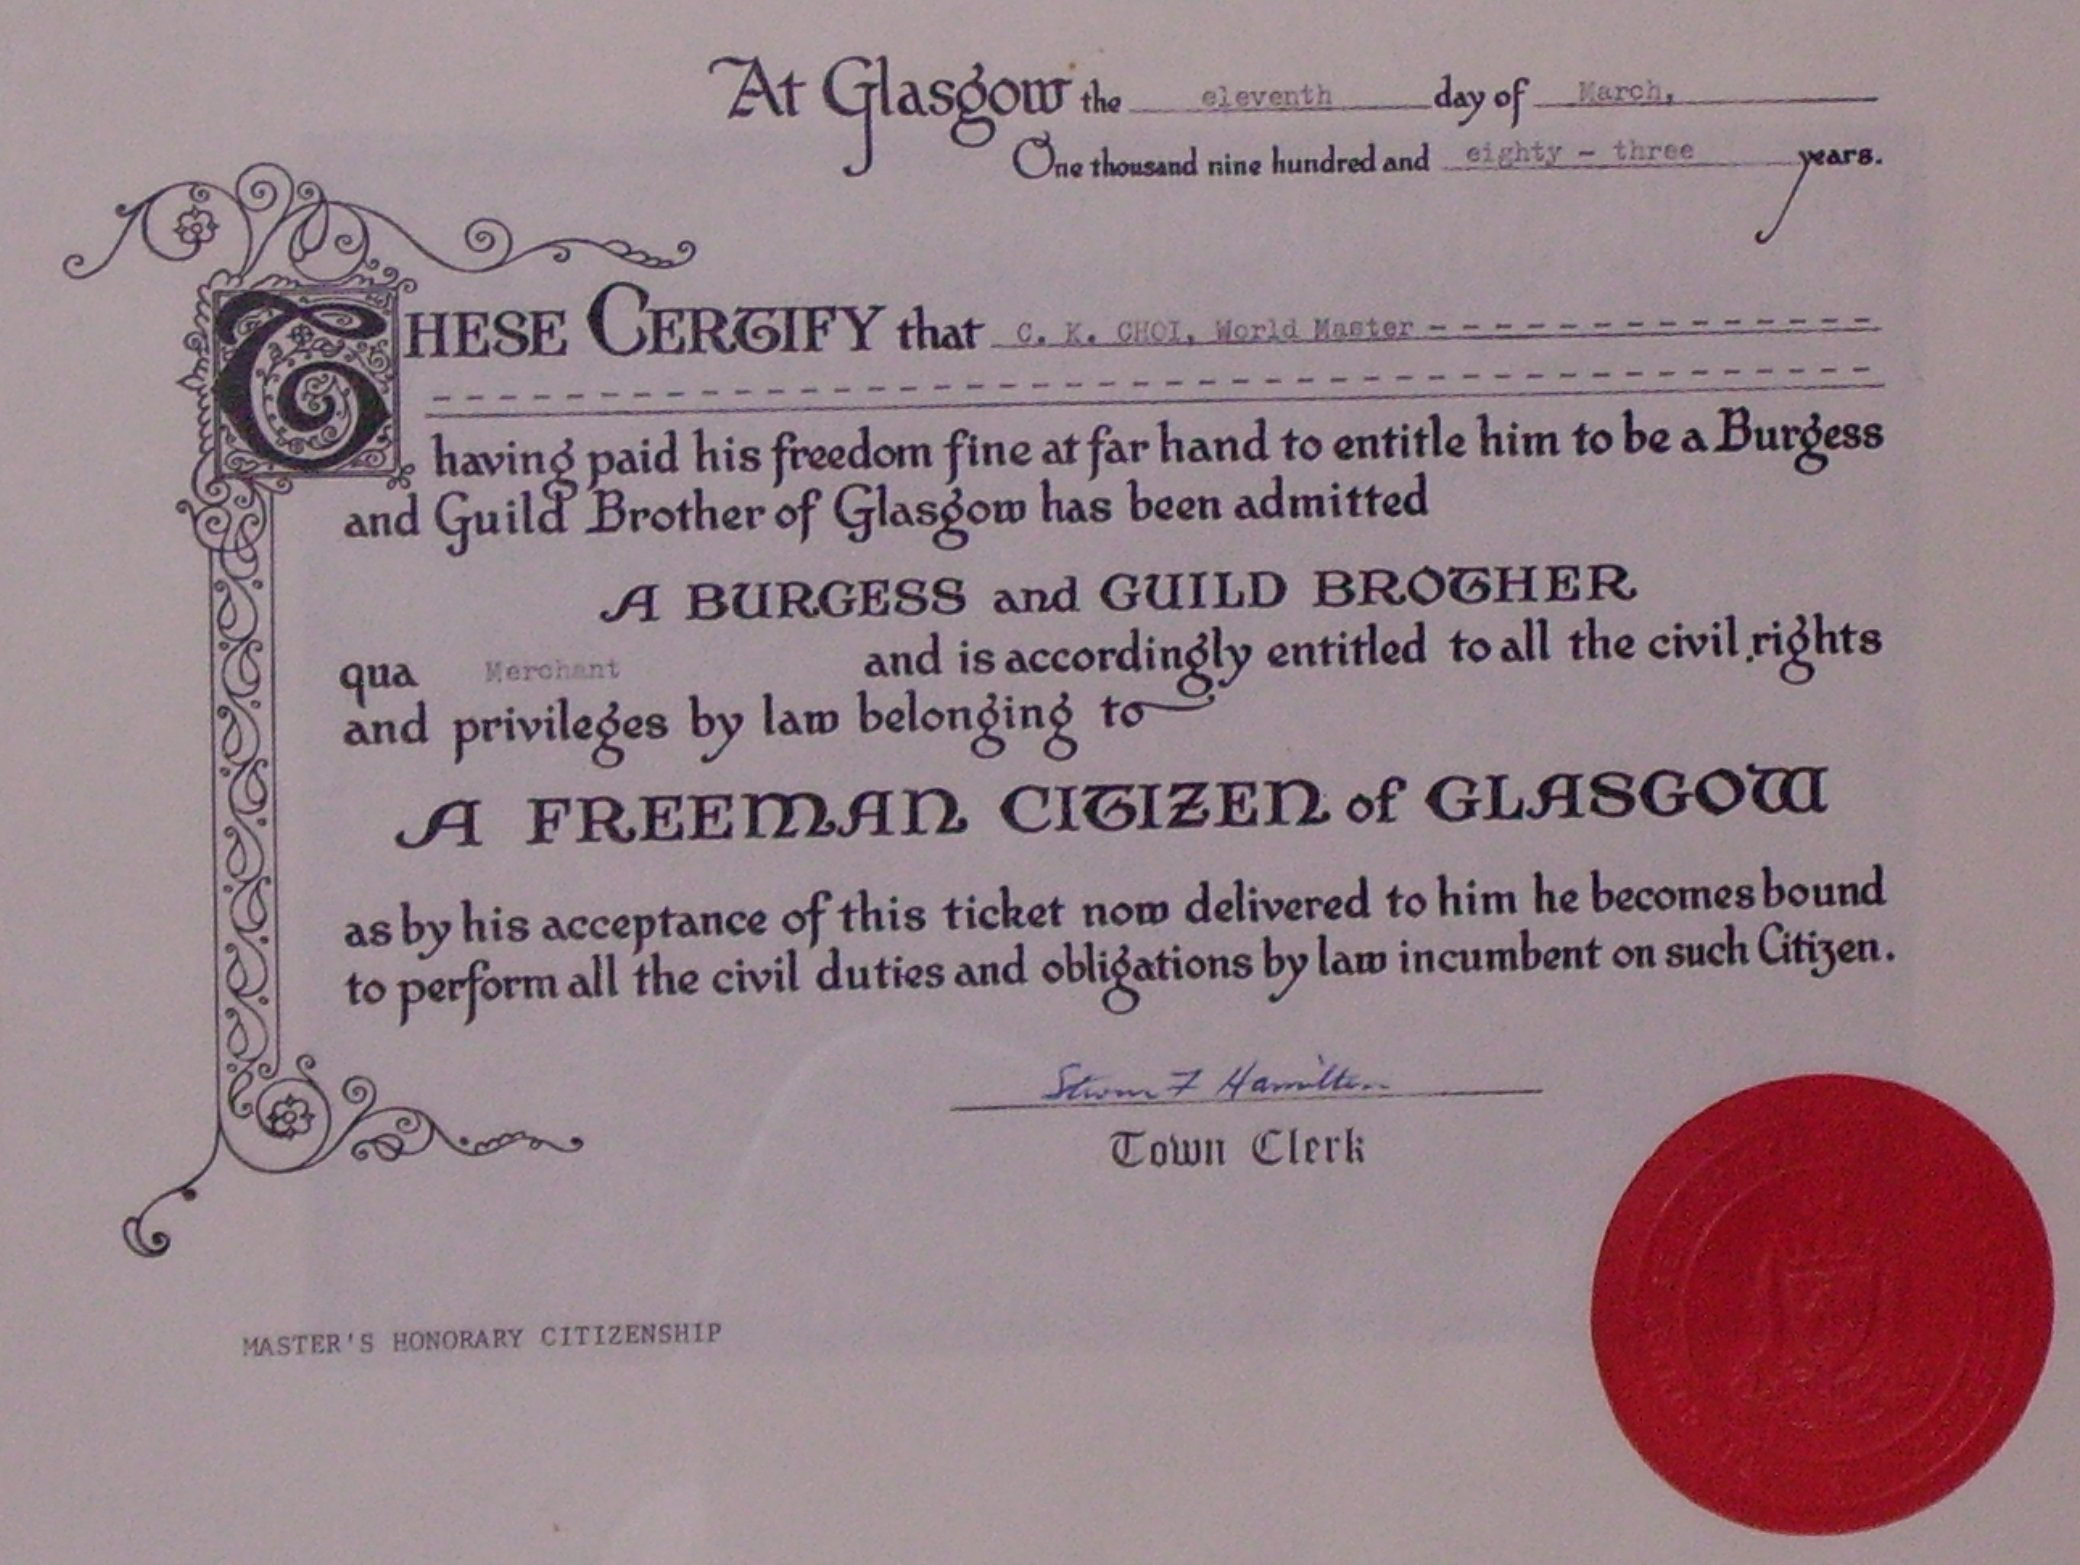 At Glasgow the eleventh day of March,
One thousand nine hundred and eighty - three years.
THESE CERTIFY that C. K. CHOI, World Master - - - - - - - - - - - - - - -
- - - - - - - - - - - - - - - - - - - - - - - - - - - - - - - - - - - - - - - - - - - -
having paid his freedom fine at far hand to entitle him to be a Burgess
and Guild Brother of Glasgow has been admitted
A BURGESS and GUILD BROTHER
qua Merchant and is accordingly entitled to all the civil rights
and privileges by law belonging to
A FREEMAN CITIZEN of GLASGOW
as by his acceptance of this ticket now delivered to him he becomes bound
to perform all the civil duties and obligations by law incumbent on such Citizen.
F Hamilton
Town Clerk
MASTER'S HONORARY CITIZENSHIP